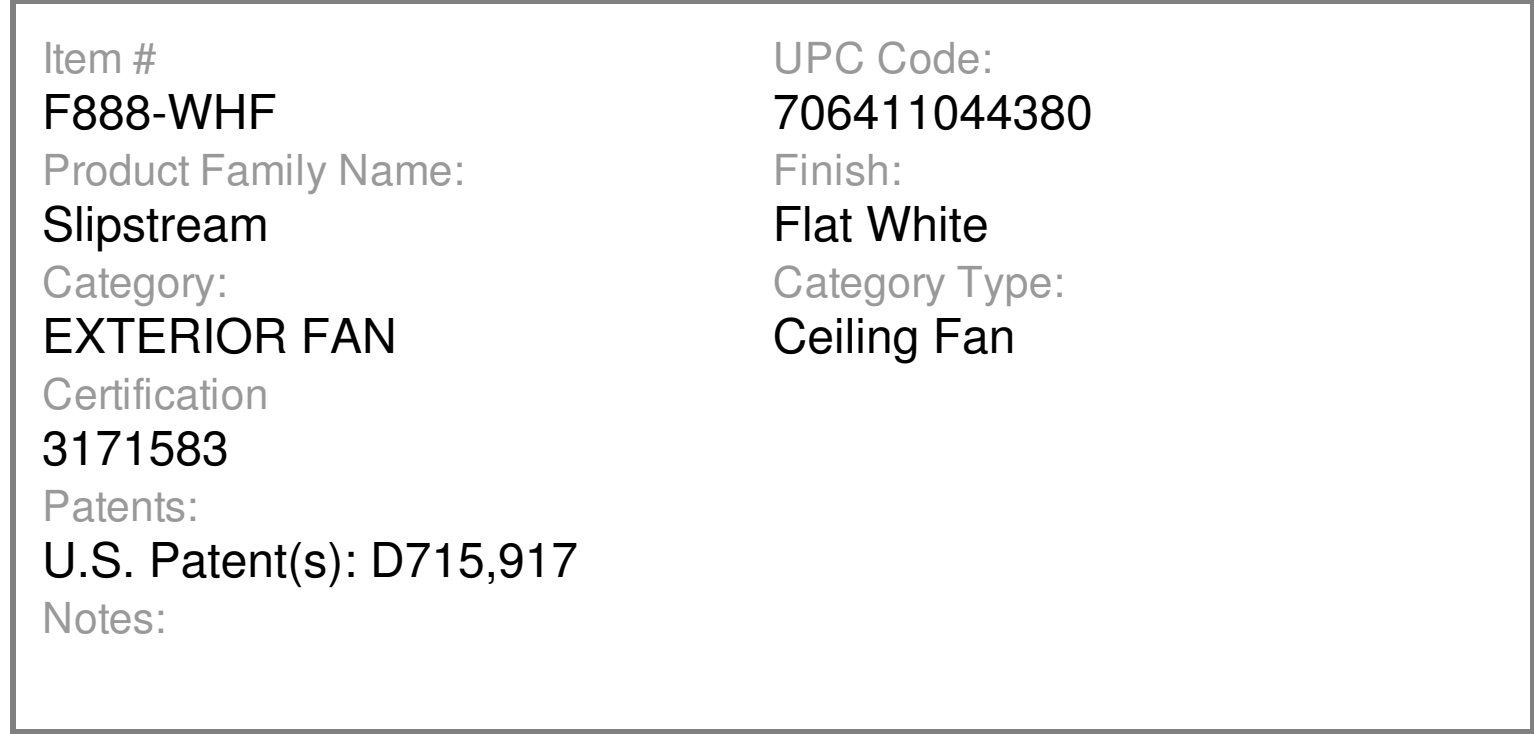 Item #
F888-WHF
Product Family Name:
Slipstream
Category:
EXTERIOR FAN
Certification
3171583
Patents:
U.S. Patent(s): D715,917
Notes:
UPC Code:
706411044380
Finish:
Flat White
Category Type:
Ceiling Fan